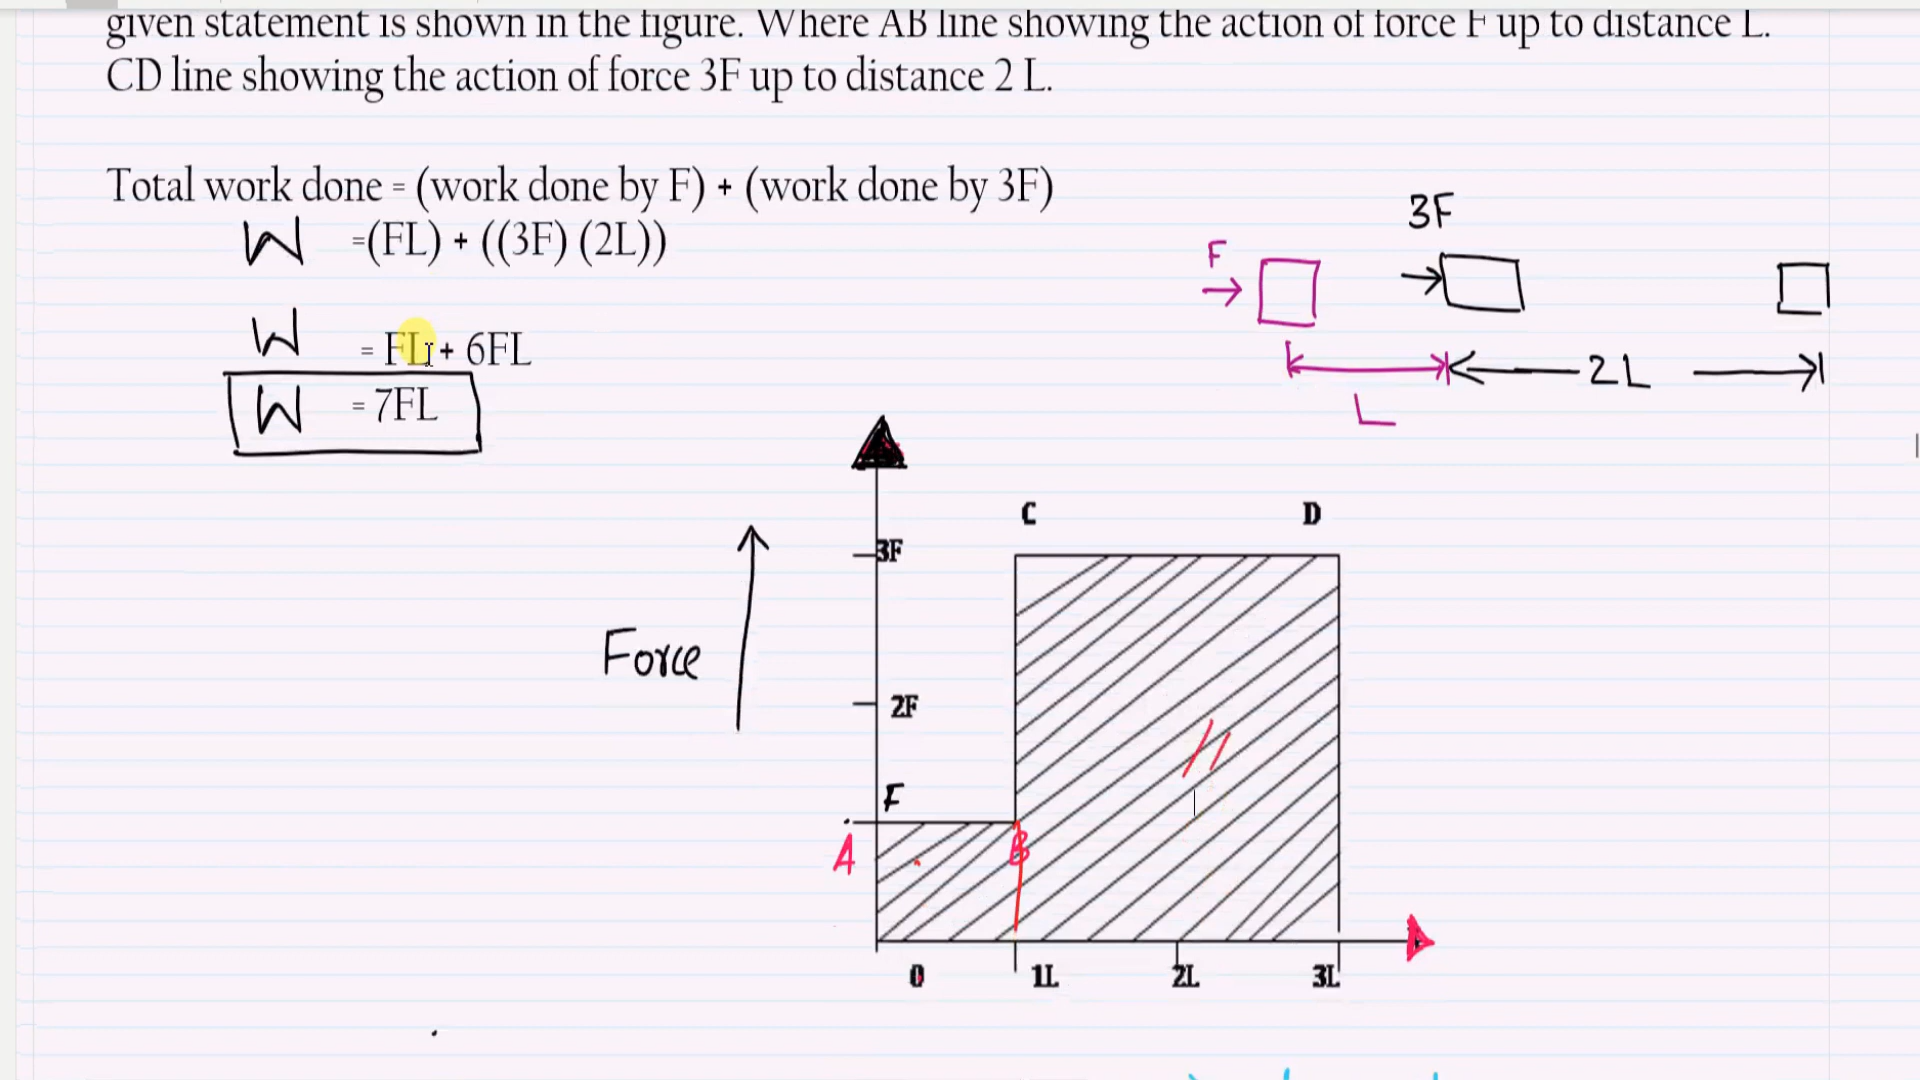 given statement is shown in the figure. Where AB line showing the action of force F up to distance L.
CD line showing the action of force 3F up to distance 2 L.
Total work done = (work done by F) + (work done by 3F)
W =(FL) + ((3F) (2L))
W = FL + 6FL
W = 7FL
3F
F
2L
L
C D
3F
Force
2F
F
A B
0 1L 2L 3L